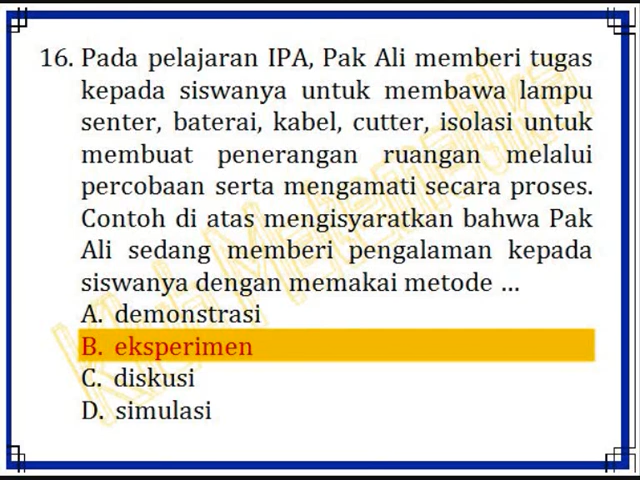 16. Pada pelajaran IPA, Pak Ali memberi tugas
kepada siswanya untuk membawa lampu
senter, baterai, kabel, cutter, isolasi untuk
membuat penerangan ruangan melalui
percobaan serta mengamati secara proses.
Contoh di atas mengisyaratkan bahwa Pak
Ali sedang memberi pengalaman kepada
siswanya dengan memakai metode ...
A. demonstrasi
B. eksperimen
C. diskusi
D. simulasi